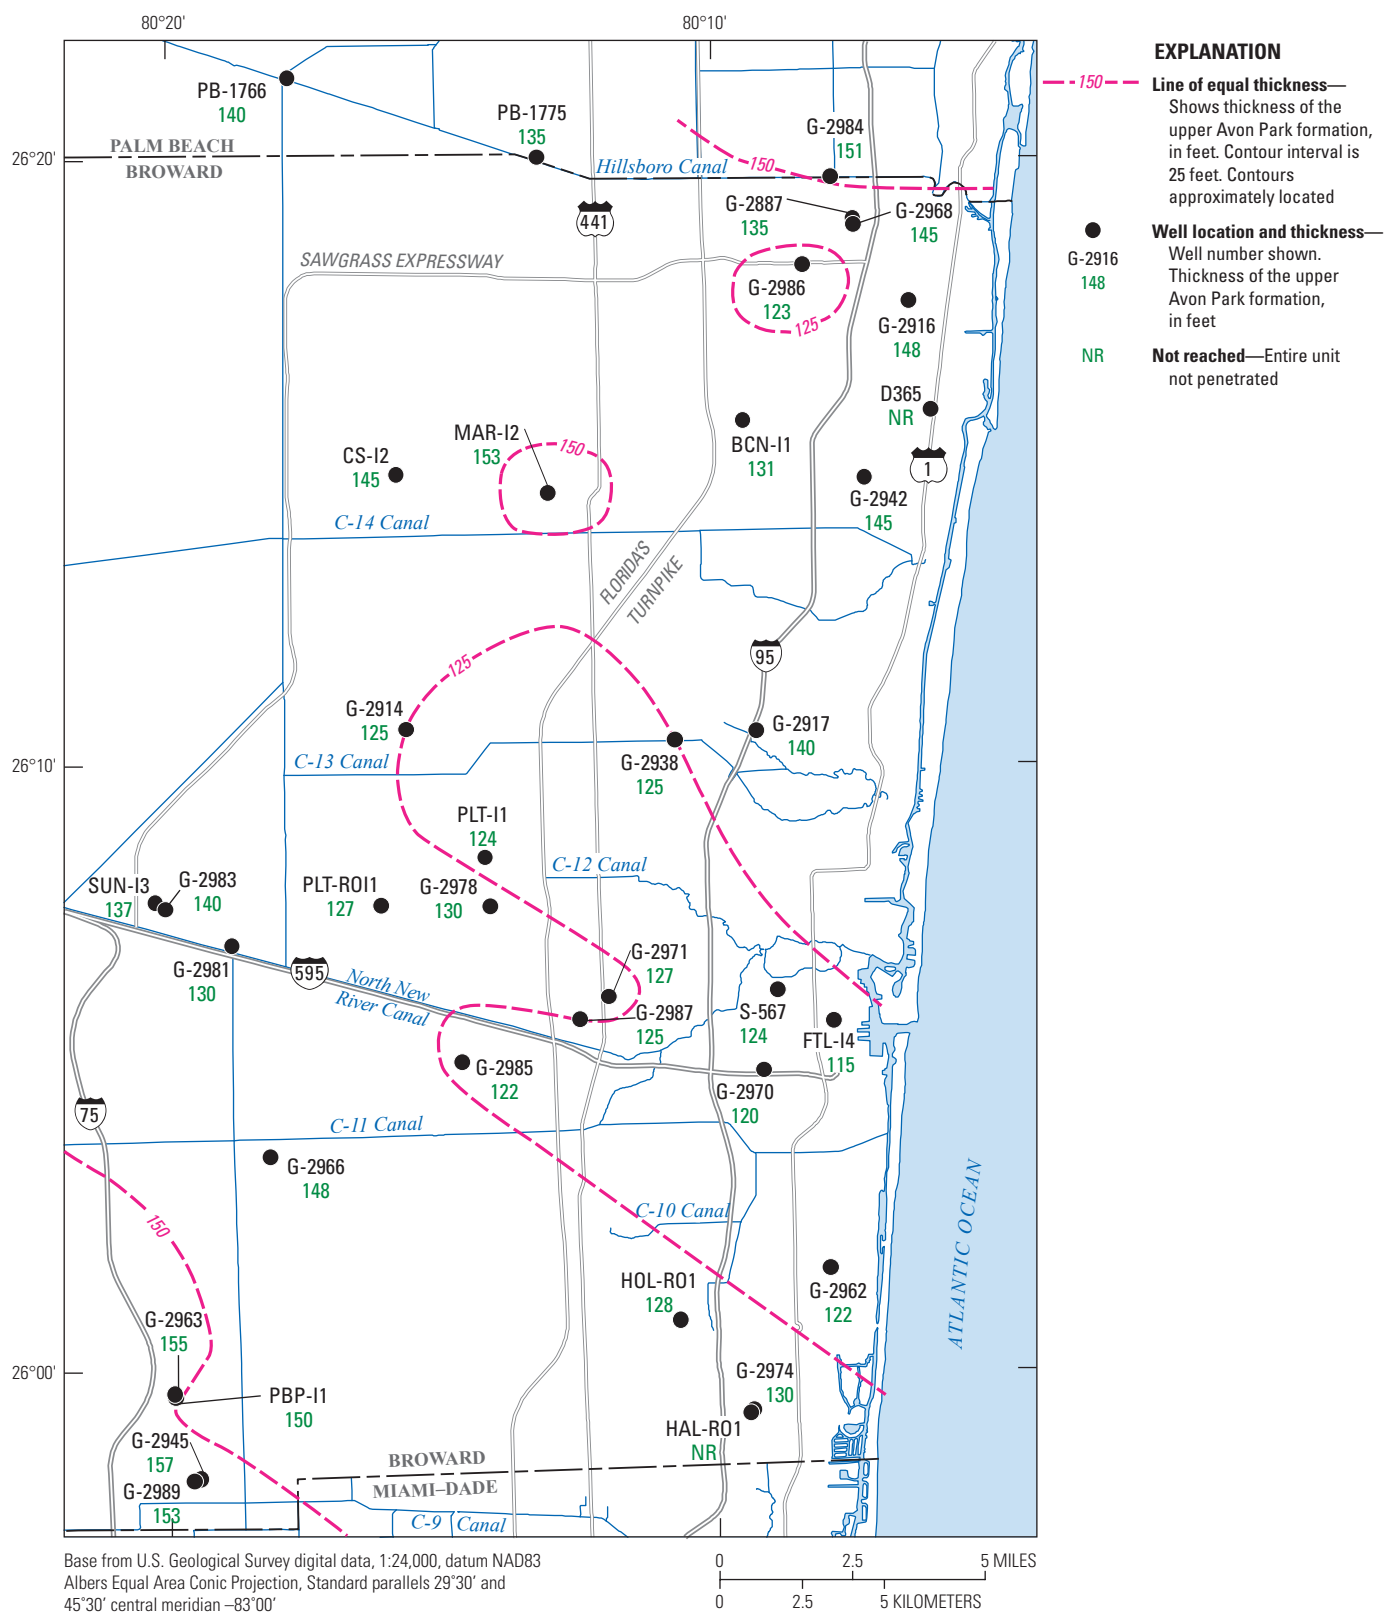 80°20'
80°10'
EXPLANATION
150
Line of equal thickness—
Shows thickness of the
upper Avon Park formation,
in feet. Contour interval is
25 feet. Contours
approximately located
Well location and thickness—
G-2916
148
Well number shown.
Thickness of the upper
Avon Park formation,
in feet
NR
Not reached—Entire unit
not penetrated
PB-1766
140
PB-1775
135
G-2984
151
PALM BEACH
26°20'
BROWARD
Hillsboro Canal
150
G-2887
135
G-2968
145
441
SAWGRASS EXPRESSWAY
G-2986
123
125
G-2916
148
D365
NR
MAR-I2
153
150
CS-I2
145
BCN-I1
131
1
G-2942
145
C-14 Canal
FLORIDA'S
TURNPIKE
95
125
G-2914
125
G-2917
140
C-13 Canal
G-2938
125
26°10'
PLT-I1
124
C-12 Canal
SUN-I3
137
G-2983
140
PLT-ROI1
127
G-2978
130
G-2981
130
595
North New
River Canal
G-2971
127
G-2987
125
S-567
124
FTL-I4
115
G-2985
122
G-2970
120
75
C-11 Canal
G-2966
148
150
C-10 Canal
ATLANTIC OCEAN
HOL-RO1
128
G-2962
122
G-2963
155
26°00'
PBP-I1
150
G-2974
130
HAL-RO1
NR
G-2945
157
G-2989
153
BROWARD
MIAMI–DADE
C-9 Canal
Base from U.S. Geological Survey digital data, 1:24,000, datum NAD83
Albers Equal Area Conic Projection, Standard parallels 29°30′ and
45°30′ central meridian –83°00′
0 2.5 5 MILES
0 2.5 5 KILOMETERS